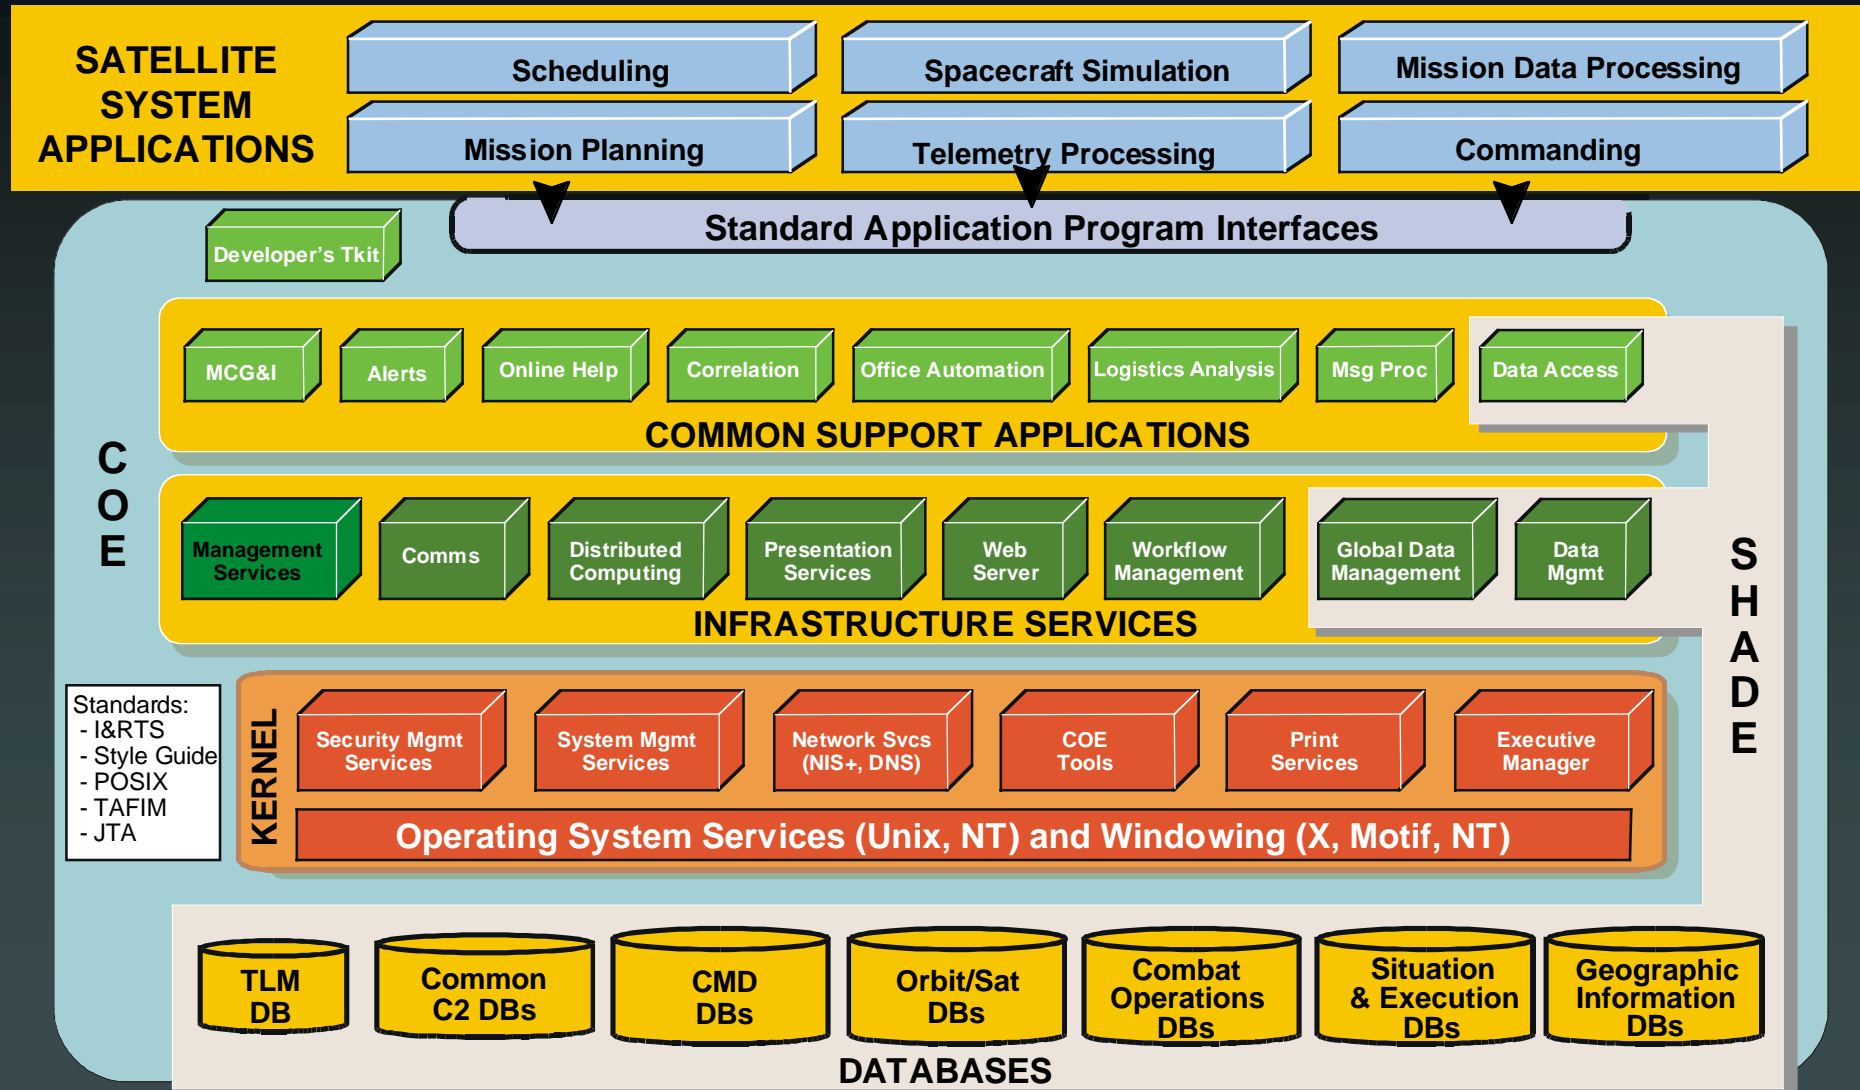 SATELLITE
SYSTEM
APPLICATIONS
Scheduling
Spacecraft Simulation
Mission Data Processing
Mission Planning
Telemetry Processing
Commanding
Standard Application Program Interfaces
Developer's Tkit
MCG&I
Alerts
Online Help
Correlation
Office Automation
Logistics Analysis
Msg Proc
Data Access
COMMON SUPPORT APPLICATIONS
C
O
E
Management
Services
Comms
Distributed
Computing
Presentation
Services
Web
Server
Workflow
Management
Global Data
Management
Data
Mgmt
INFRASTRUCTURE SERVICES
S
H
A
D
E
Standards:
- I&RTS
- Style Guide
- POSIX
- TAFIM
- JTA
KERNEL
Security Mgmt
Services
System Mgmt
Services
Network Svcs
(NIS+, DNS)
COE
Tools
Print
Services
Executive
Manager
Operating System Services (Unix, NT) and Windowing (X, Motif, NT)
TLM
DB
Common
C2 DBs
CMD
DBs
Orbit/Sat
DBs
Combat
Operations
DBs
Situation
& Execution
DBs
Geographic
Information
DBs
DATABASES